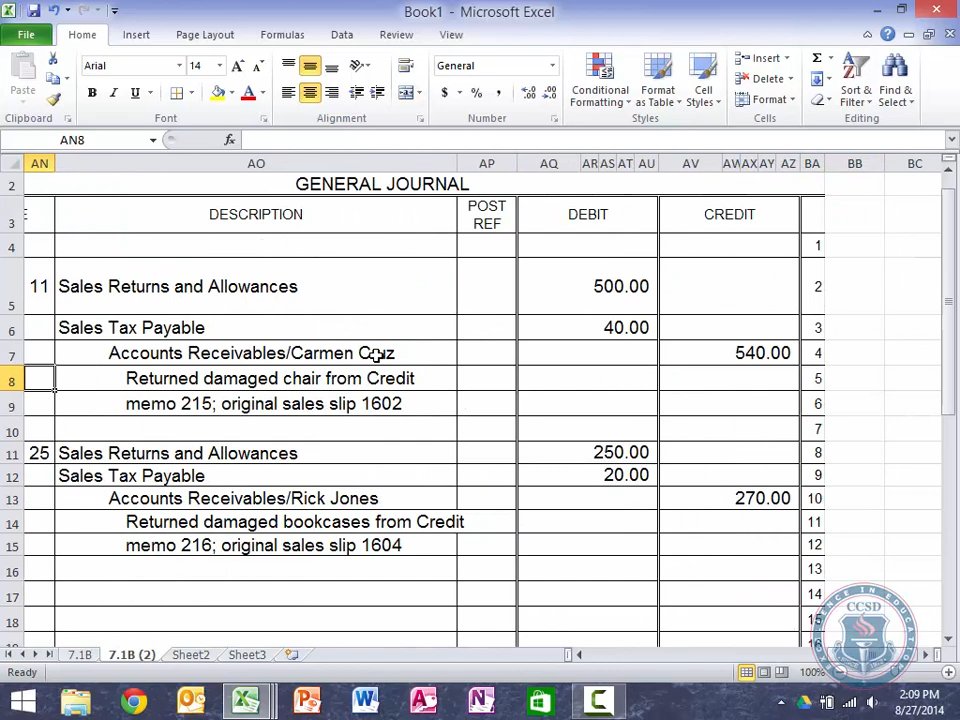 Book1 - Microsoft Excel
File Home Insert Page Layout Formulas Data Review View
Arial 14 General
Paste
B I U A
$ % ,
Conditional Formatting
Format as Table
Cell Styles
Insert
Delete
Format
Σ
Sort & Filter
Find & Select
Clipboard Font Alignment Number Styles Cells Editing
AN8 fx
AN AO AP AQ AR AS AT AU AV AW AX AY AZ BA BB BC
2 GENERAL JOURNAL
3 E DESCRIPTION POST REF DEBIT CREDIT
4 1
5 11 Sales Returns and Allowances 500.00 2
6 Sales Tax Payable 40.00 3
7 Accounts Receivables/Carmen Cruz 540.00 4
8 Returned damaged chair from Credit 5
9 memo 215; original sales slip 1602 6
10 7
11 25 Sales Returns and Allowances 250.00 8
12 Sales Tax Payable 20.00 9
13 Accounts Receivables/Rick Jones 270.00 10
14 Returned damaged bookcases from Credit 11
15 memo 216; original sales slip 1604 12
16 13
17 14
18 15
7.1B 7.1B (2) Sheet2 Sheet3
Ready 100%
CCSD
2:09 PM
8/27/2014